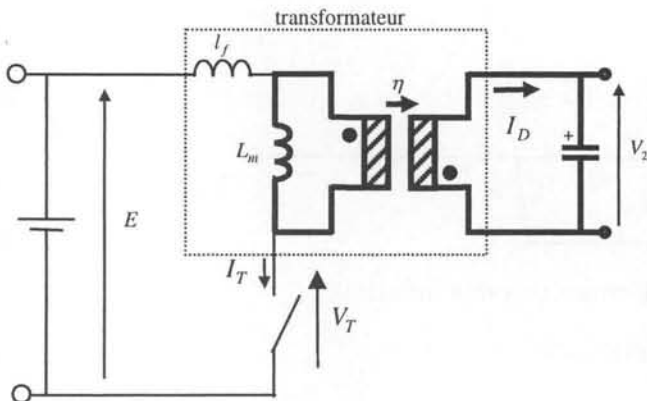 transformateur
l_f
η
I_D
L_m
+
V_2
E
I_T
V_T